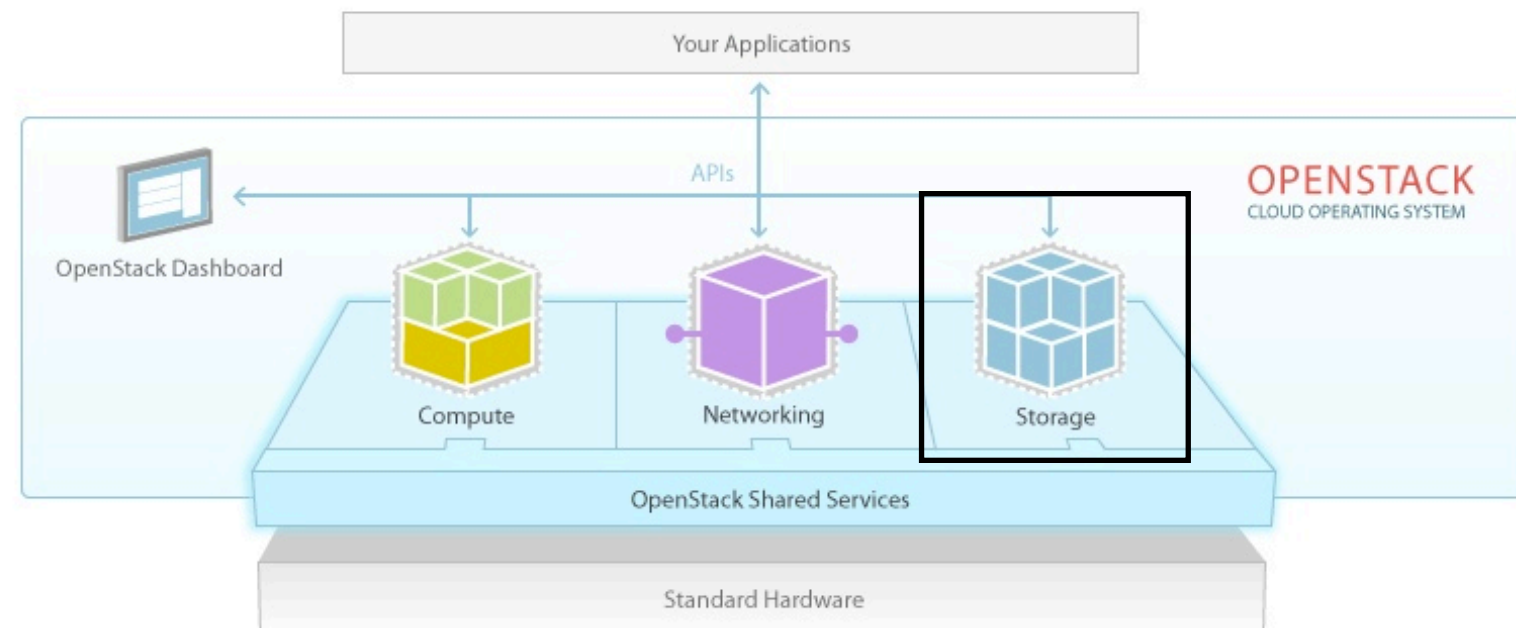 Your Applications
APIs
OPENSTACK
CLOUD OPERATING SYSTEM
OpenStack Dashboard
Compute
Networking
Storage
OpenStack Shared Services
Standard Hardware